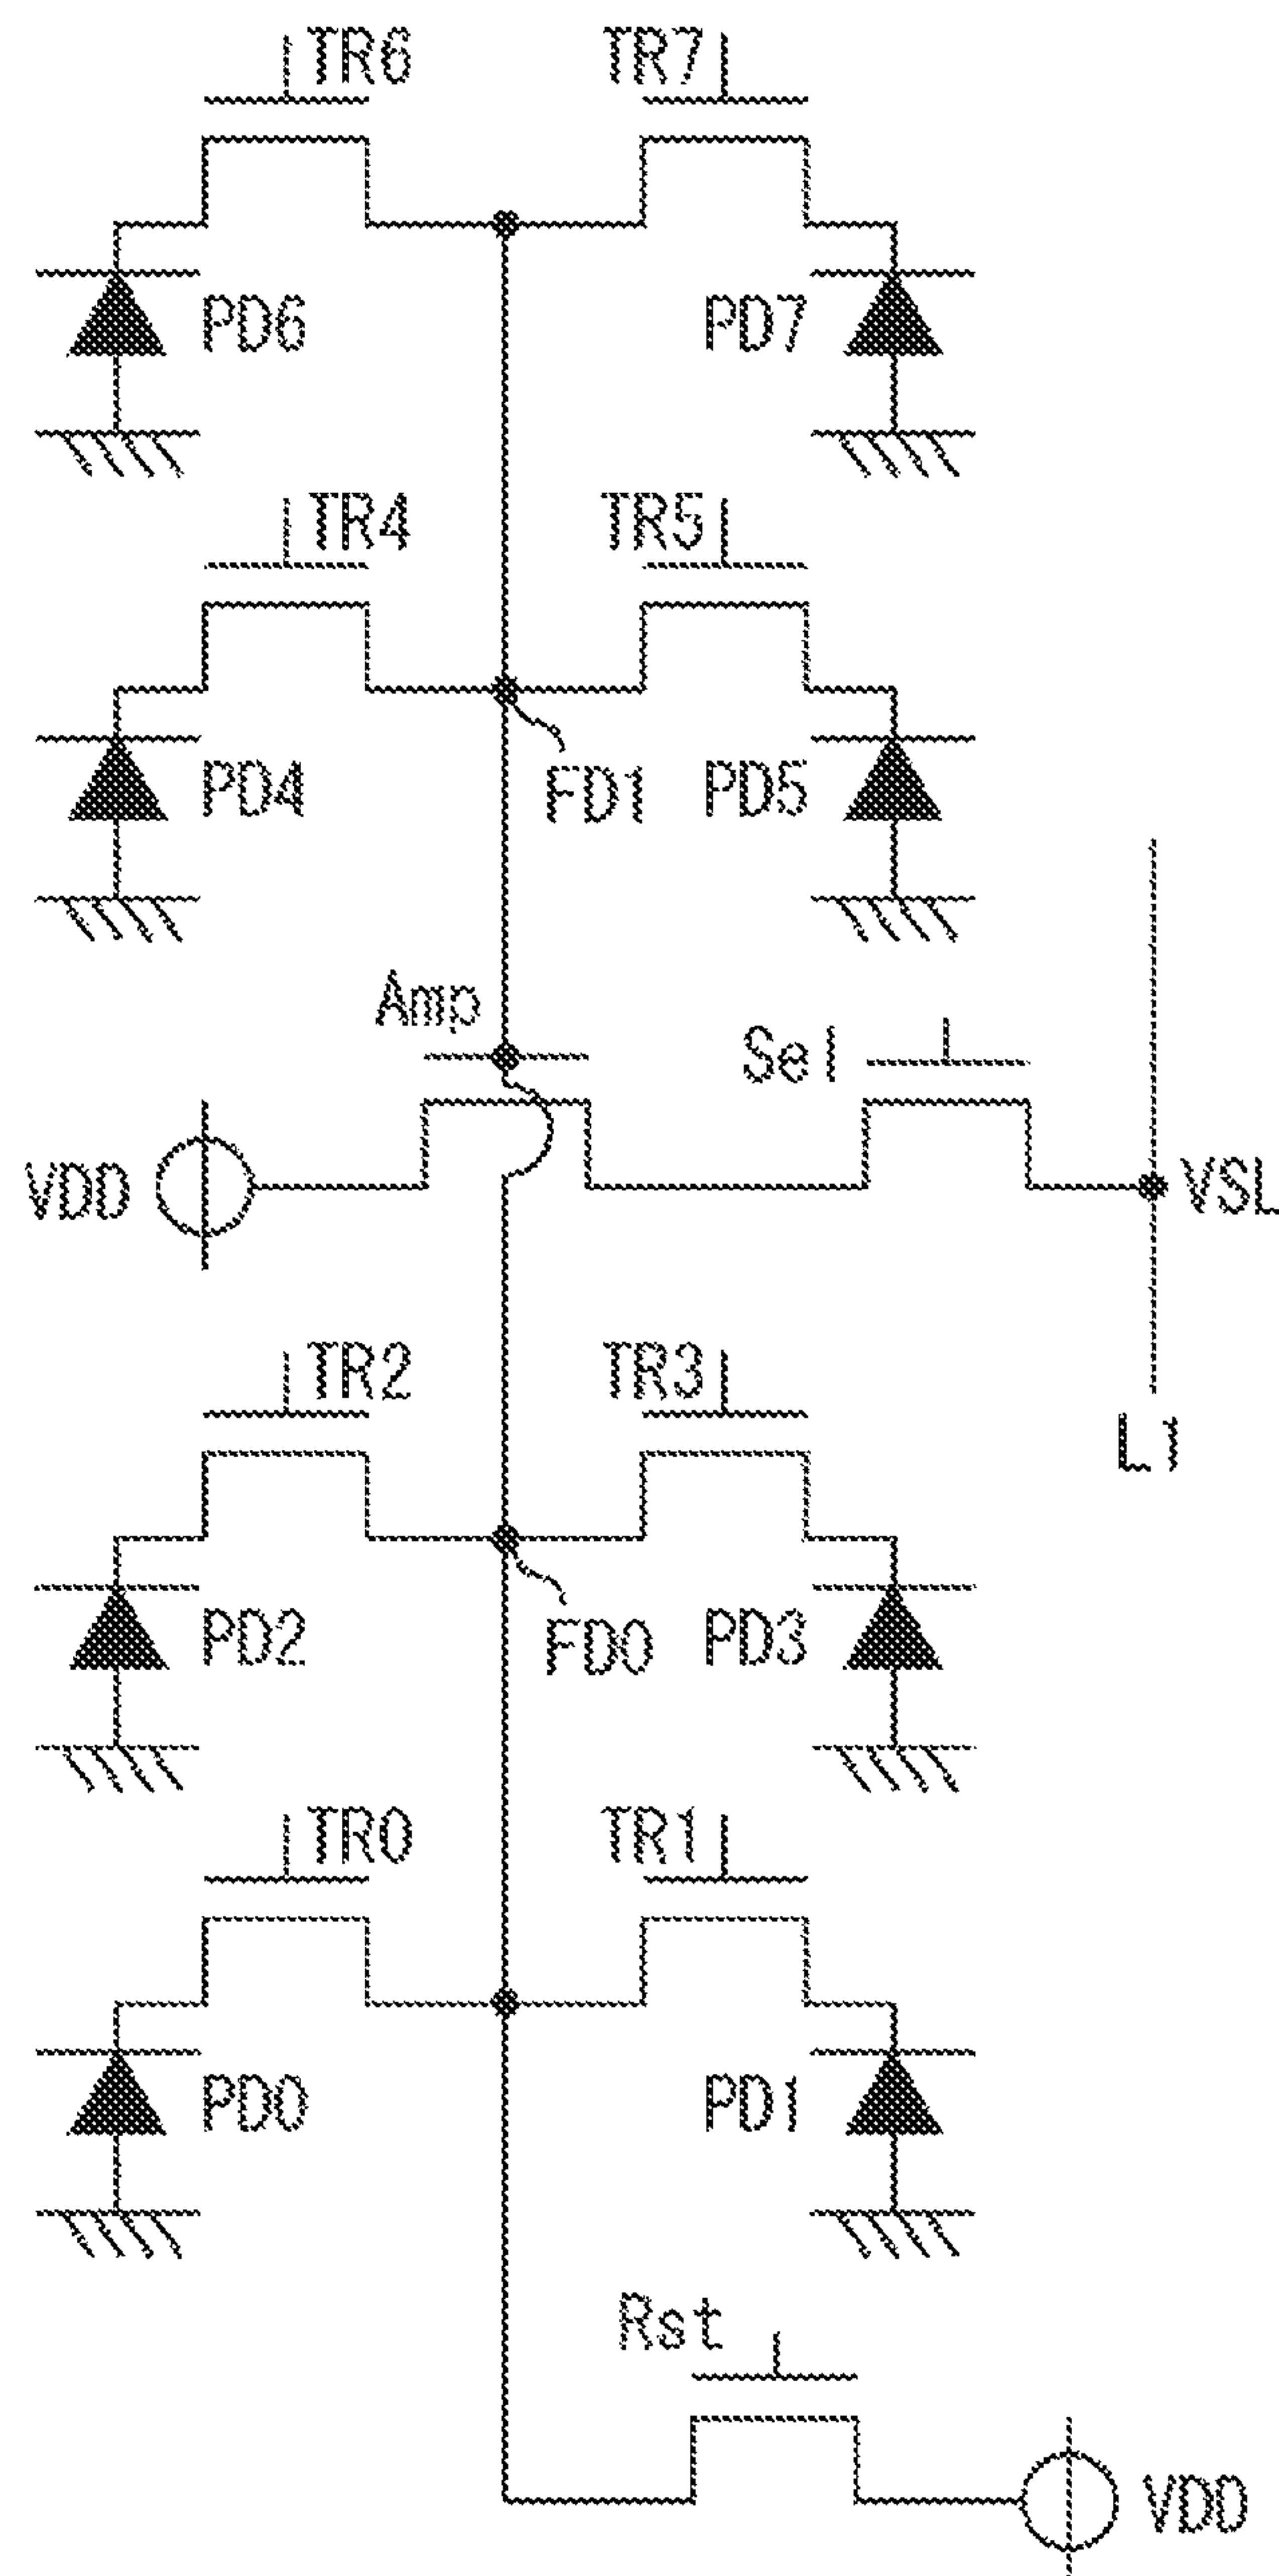 TR6 TR7
PD6 PD7
TR4 TR5
PD4 FD1 PD5
Amp
Sel
VDD VSL
TR2 TR3
L1
PD2 FD0 PD3
TR0 TR1
PD0 PD1
Rst
VDD